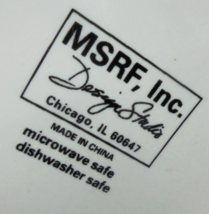 MSRF, Inc.
Design Studio
Chicago, IL 60647
MADE IN CHINA
microwave safe
dishwasher safe